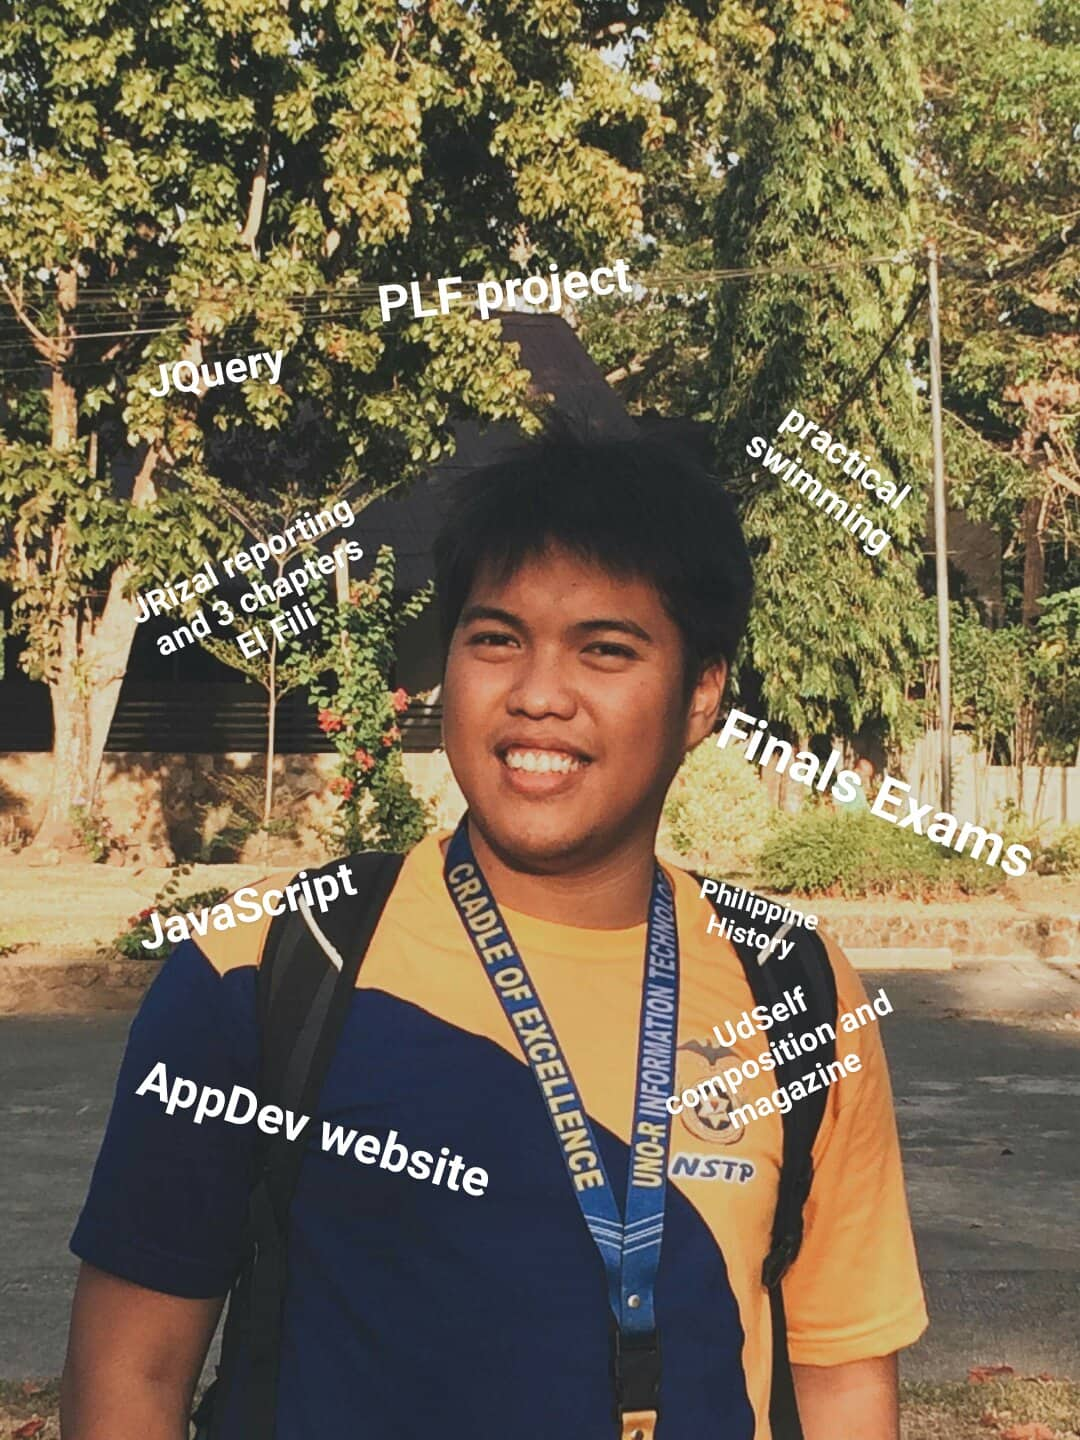 PLF project
JQuery
practical
swimming
JRizal reporting
and 3 chapters
El Fili
Finals Exams
JavaScript
Philippine
History
UdSelf
composition and
magazine
AppDev website
CRADLE OF EXCELLENCE
UNO-R INFORMATION TECHNOLO
NSTP